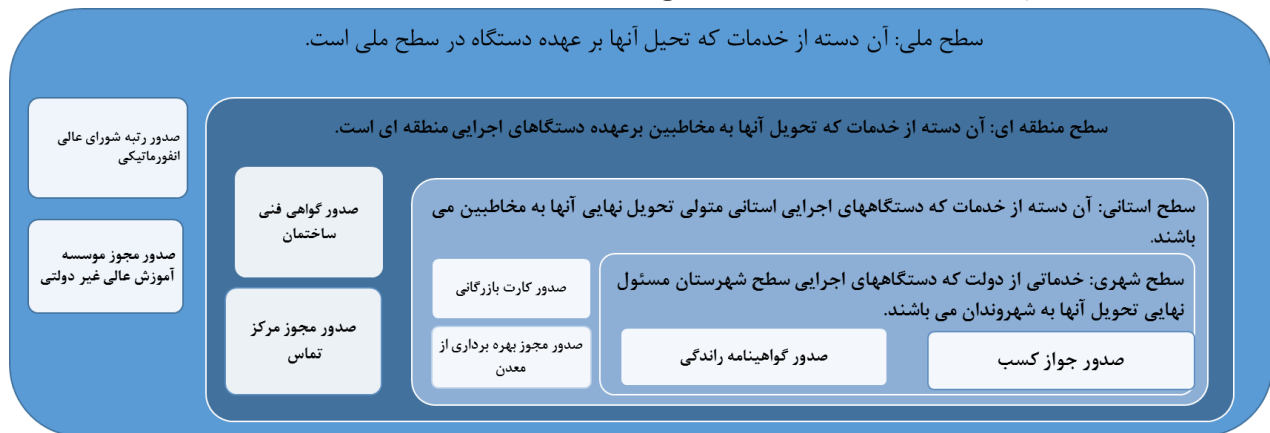 سطح ملی: آن دسته از خدمات که تحیل آنها بر عهده دستگاه در سطح ملی است.
سطح منطقه ای: آن دسته از خدمات که تحویل آنها به مخاطبین برعهده دستگاهای اجرایی منطقه ای است.
صدور رتبه شورای عالی
انفورماتیکی
صدور مجوز موسسه
آموزش عالی غیر دولتی
صدور گواهی فنی
ساختمان
صدور مجوز مرکز
تماس
سطح استانی: آن دسته از خدمات که دستگاههای اجرایی استانی متولی تحویل نهایی آنها به مخاطبین می
باشند.
صدور کارت بازرگانی
صدور مجوز بهره برداری از
معدن
سطح شهری: خدماتی از دولت که دستگاههای اجرایی سطح شهرستان مسئول
نهایی تحویل آنها به شهروندان می باشند.
صدور جواز کسب
صدور گواهینامه رانندگی